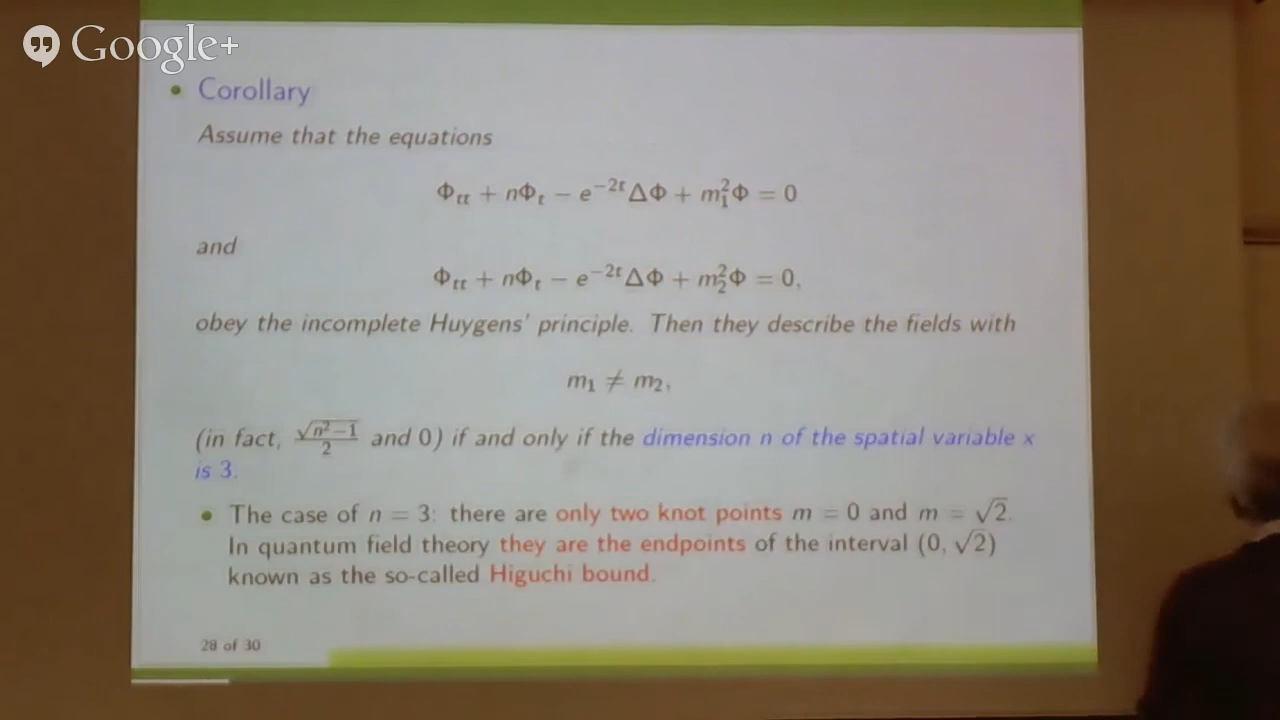 Google+
• Corollary
Assume that the equations
Φ_tt + nΦ_t − e^{−2t}ΔΦ + m_1^2Φ = 0
and
Φ_tt + nΦ_t − e^{−2t}ΔΦ + m_2^2Φ = 0,
obey the incomplete Huygens' principle. Then they describe the fields with
m_1 ≠ m_2,
(in fact, √(n^2−1)/2 and 0) if and only if the dimension n of the spatial variable x
is 3.
• The case of n = 3: there are only two knot points m = 0 and m = √2.
In quantum field theory they are the endpoints of the interval (0, √2)
known as the so-called Higuchi bound.
28 of 30